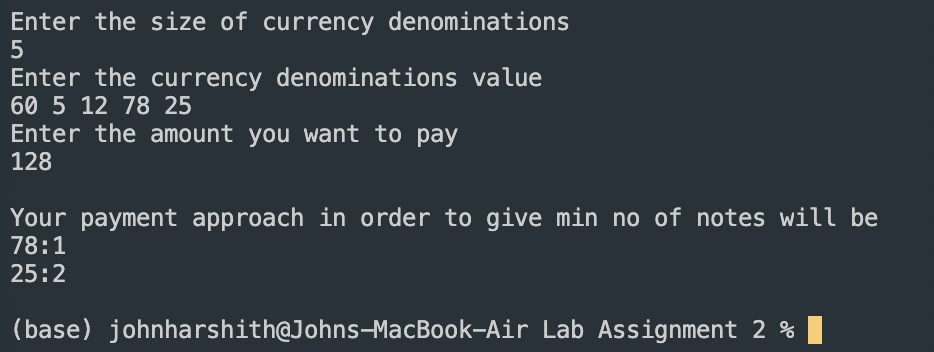 Enter the size of currency denominations
5
Enter the currency denominations value
60 5 12 78 25
Enter the amount you want to pay
128
Your payment approach in order to give min no of notes will be
78:1
25:2
(base) johnharshith@Johns-MacBook-Air Lab Assignment 2 %